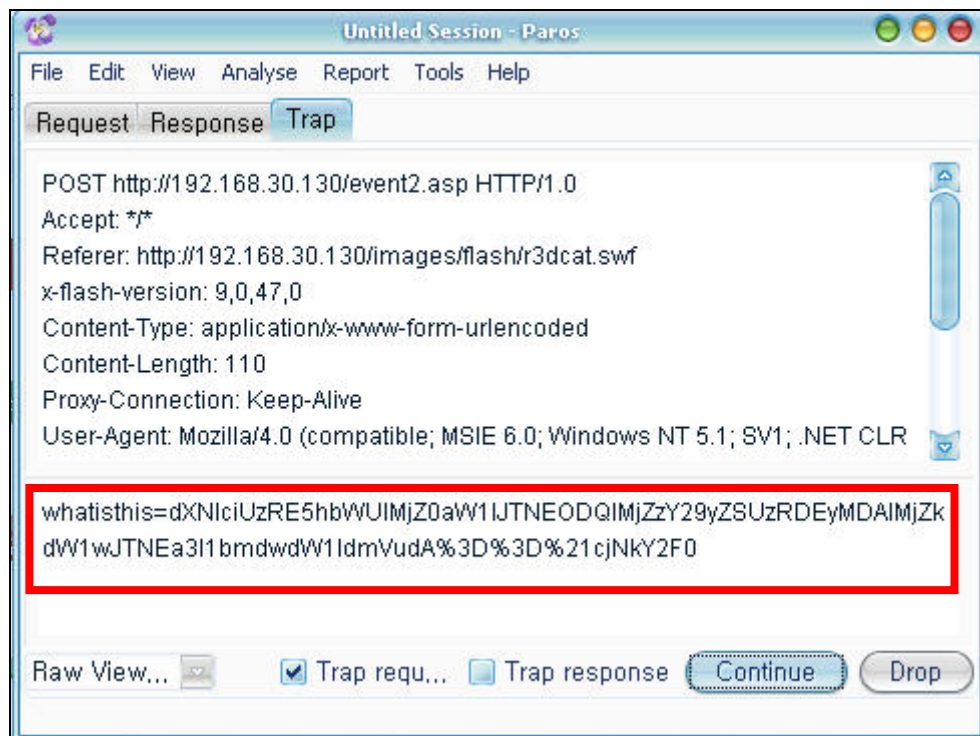 Untitled Session - Paros
File Edit View Analyse Report Tools Help
Request Response Trap
POST http://192.168.30.130/event2.asp HTTP/1.0
Accept: */*
Referer: http://192.168.30.130/images/flash/r3dcat.swf
x-flash-version: 9,0,47,0
Content-Type: application/x-www-form-urlencoded
Content-Length: 110
Proxy-Connection: Keep-Alive
User-Agent: Mozilla/4.0 (compatible; MSIE 6.0; Windows NT 5.1; SV1; .NET CLR
whatisthis=dXNlciUzRE5hbWUlMjZ0aW1lJTNEODQlMjZzY29yZSUzRDEyMDAlMjZk
dW1wJTNEa3l1bmdwdW1ldmVudA%3D%3D%21cjNkY2F0
Raw View... Trap requ... Trap response Continue Drop